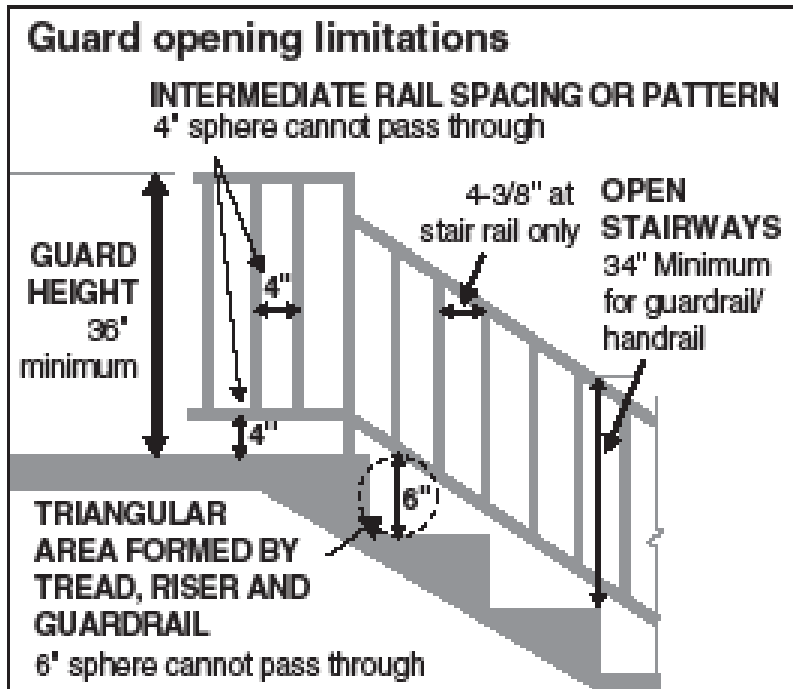 Guard opening limitations
INTERMEDIATE RAIL SPACING OR PATTERN
4" sphere cannot pass through
4-3/8" at
stair rail only
OPEN
STAIRWAYS
34" Minimum
for guardrail/
handrail
GUARD
HEIGHT
36"
minimum
4"
4"
6"
TRIANGULAR
AREA FORMED BY
TREAD, RISER AND
GUARDRAIL
6" sphere cannot pass through